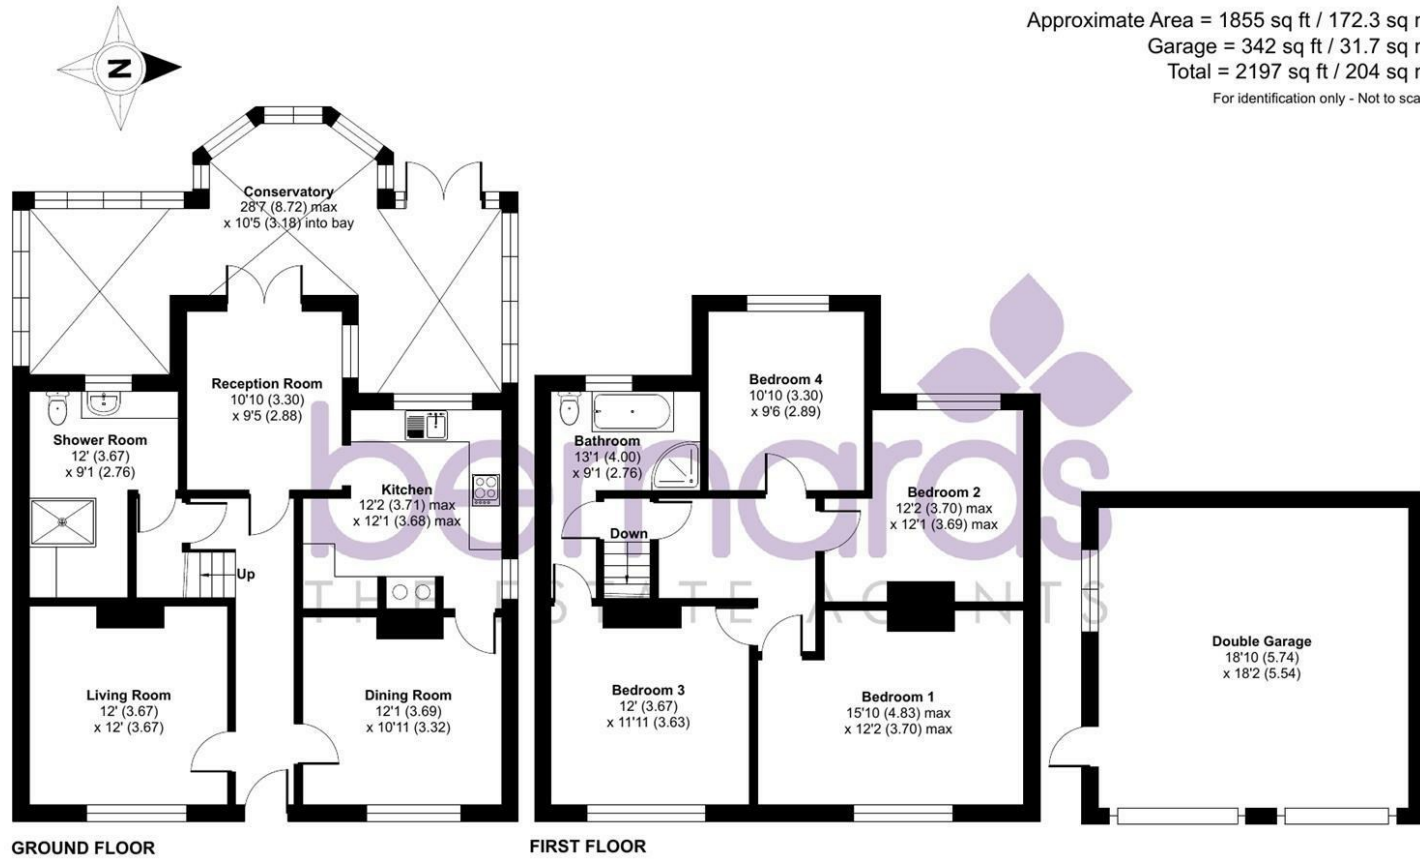 Approximate Area = 1855 sq ft / 172.3 sq m
Garage = 342 sq ft / 31.7 sq m
Total = 2197 sq ft / 204 sq m
For identification only - Not to sca
N
Conservatory
28'7 (8.72) max
x 10'5 (3.18) into bay
Reception Room
10'10 (3.30)
x 9'5 (2.88)
Shower Room
12' (3.67)
x 9'1 (2.76)
Kitchen
12'2 (3.71) max
x 12'1 (3.68) max
Up
Living Room
12' (3.67)
x 12' (3.67)
Dining Room
12'1 (3.69)
x 10'11 (3.32)
GROUND FLOOR
Bedroom 4
10'10 (3.30)
x 9'6 (2.89)
Bathroom
13'1 (4.00)
x 9'1 (2.76)
Bedroom 2
12'2 (3.70) max
x 12'1 (3.69) max
Down
Bedroom 3
12' (3.67)
x 11'11 (3.63)
Bedroom 1
15'10 (4.83) max
x 12'2 (3.70) max
FIRST FLOOR
Double Garage
18'10 (5.74)
x 18'2 (5.54)
bernards
THE ESTATE AGENTS